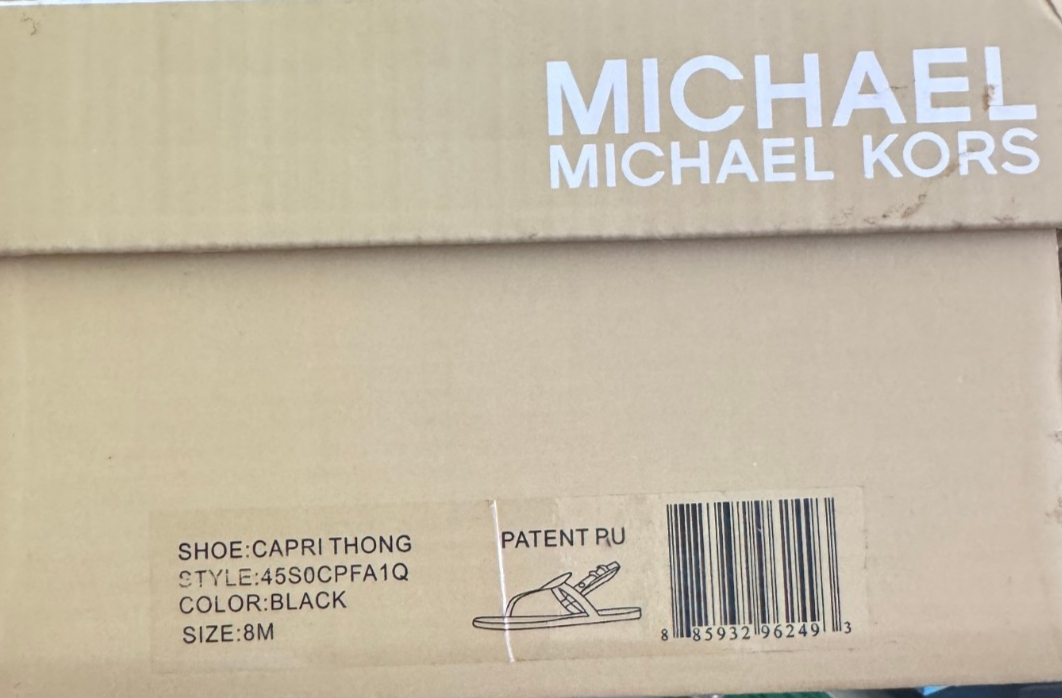 MICHAEL
MICHAEL KORS
SHOE:CAPRI THONG
STYLE:45S0CPFA1Q
COLOR:BLACK
SIZE:8M
PATENT PU
8 85932 96249 3